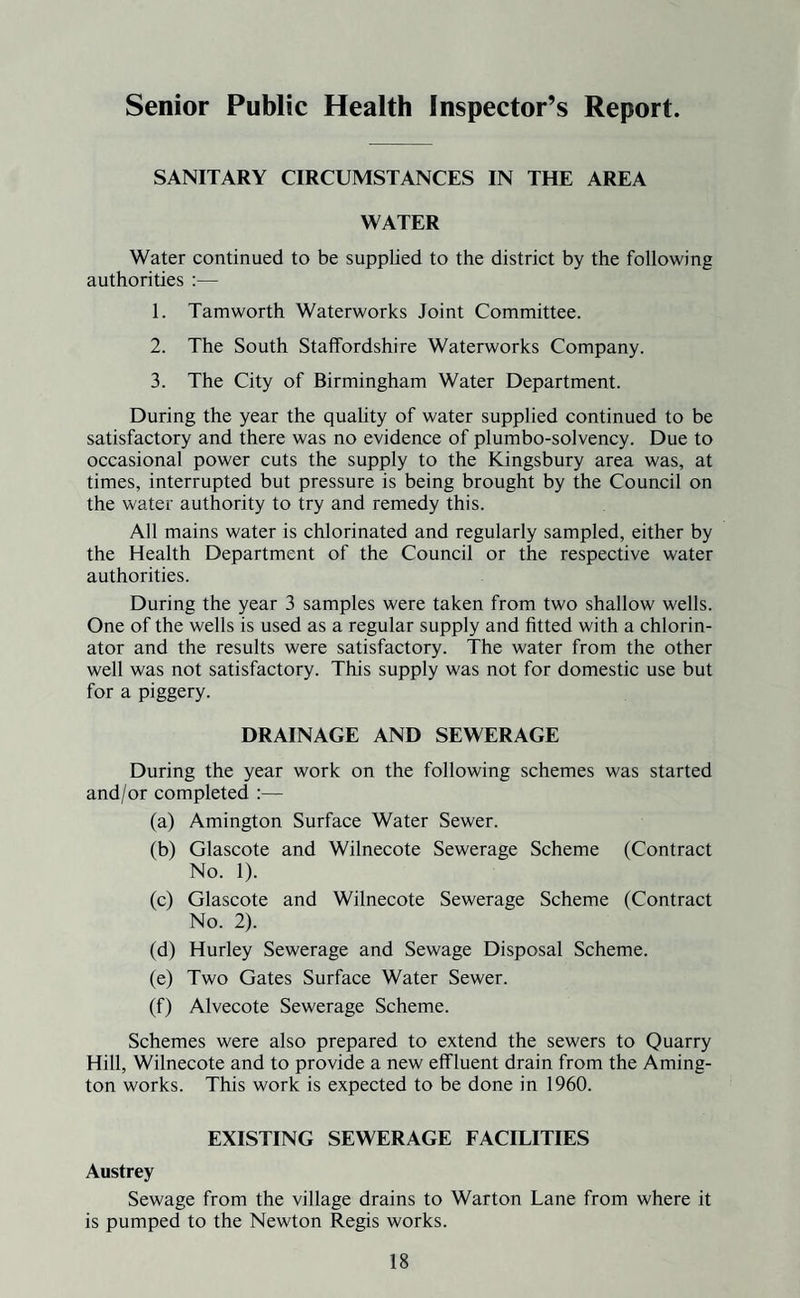 Senior Public Health Inspector’s Report.
SANITARY CIRCUMSTANCES IN THE AREA
WATER
Water continued to be supplied to the district by the following
authorities :—
1. Tamworth Waterworks Joint Committee.
2. The South Staffordshire Waterworks Company.
3. The City of Birmingham Water Department.
During the year the quality of water supplied continued to be
satisfactory and there was no evidence of plumbo-solvency. Due to
occasional power cuts the supply to the Kingsbury area was, at
times, interrupted but pressure is being brought by the Council on
the water authority to try and remedy this.
All mains water is chlorinated and regularly sampled, either by
the Health Department of the Council or the respective water
authorities.
During the year 3 samples were taken from two shallow wells.
One of the wells is used as a regular supply and fitted with a chlorin-
ator and the results were satisfactory. The water from the other
well was not satisfactory. This supply was not for domestic use but
for a piggery.
DRAINAGE AND SEWERAGE
During the year work on the following schemes was started
and/or completed :—
(a) Amington Surface Water Sewer.
(b) Glascote and Wilnecote Sewerage Scheme (Contract
No. 1).
(c) Glascote and Wilnecote Sewerage Scheme (Contract
No. 2).
(d) Hurley Sewerage and Sewage Disposal Scheme.
(e) Two Gates Surface Water Sewer.
(f) Alvecote Sewerage Scheme.
Schemes were also prepared to extend the sewers to Quarry
Hill, Wilnecote and to provide a new effluent drain from the Aming-
ton works. This work is expected to be done in 1960.
EXISTING SEWERAGE FACILITIES
Austrey
Sewage from the village drains to Warton Lane from where it
is pumped to the Newton Regis works.
18